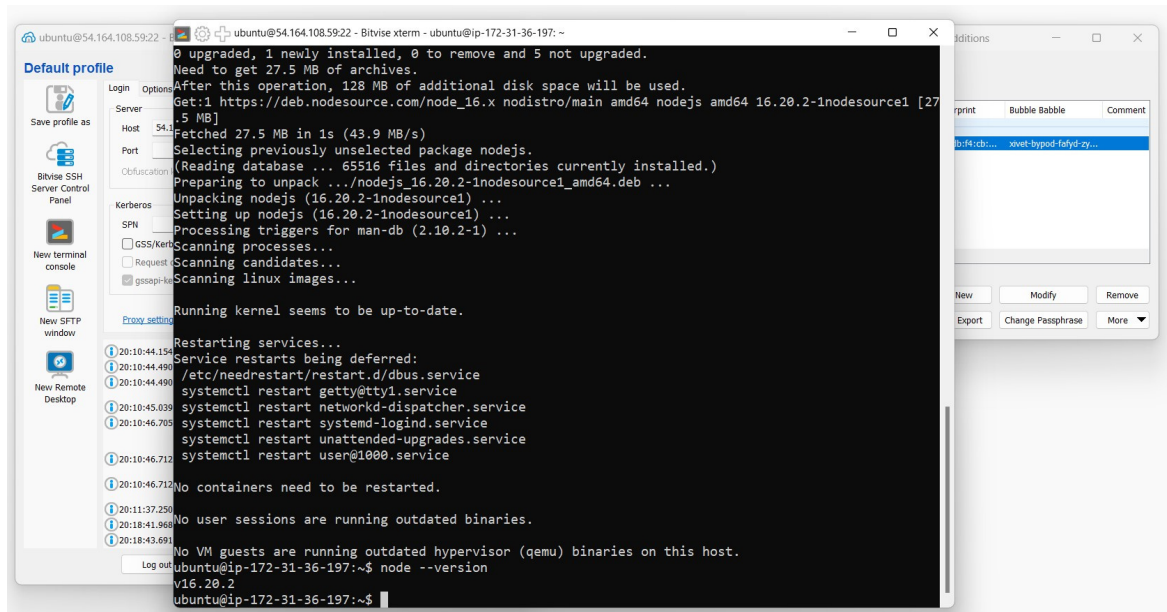 ubuntu@54.164.108.59:22 - B
Default profile
Save profile as
Bitvise SSH
Server Control
Panel
New terminal
console
New SFTP
window
New Remote
Desktop
Login Options
Server
Host 54.1
Port
Obfuscation
Kerberos
SPN
GSS/Kerb
Request
gssapi-ke
Proxy setting
20:10:44.154
20:10:44.490
20:10:44.490
20:10:45.039
20:10:46.705
20:10:46.712
20:10:46.712
20:11:37.250
20:18:41.968
20:18:43.691
Log out
ubuntu@54.164.108.59:22 - Bitvise xterm - ubuntu@ip-172-31-36-197: ~
0 upgraded, 1 newly installed, 0 to remove and 5 not upgraded.
Need to get 27.5 MB of archives.
After this operation, 128 MB of additional disk space will be used.
Get:1 https://deb.nodesource.com/node_16.x nodistro/main amd64 nodejs amd64 16.20.2-1nodesource1 [27
.5 MB]
Fetched 27.5 MB in 1s (43.9 MB/s)
Selecting previously unselected package nodejs.
(Reading database ... 65516 files and directories currently installed.)
Preparing to unpack .../nodejs_16.20.2-1nodesource1_amd64.deb ...
Unpacking nodejs (16.20.2-1nodesource1) ...
Setting up nodejs (16.20.2-1nodesource1) ...
Processing triggers for man-db (2.10.2-1) ...
Scanning processes...
Scanning candidates...
Scanning linux images...
Running kernel seems to be up-to-date.
Restarting services...
Service restarts being deferred:
/etc/needrestart/restart.d/dbus.service
systemctl restart getty@tty1.service
systemctl restart networkd-dispatcher.service
systemctl restart systemd-logind.service
systemctl restart unattended-upgrades.service
systemctl restart user@1000.service
No containers need to be restarted.
No user sessions are running outdated binaries.
No VM guests are running outdated hypervisor (qemu) binaries on this host.
ubuntu@ip-172-31-36-197:~$ node --version
v16.20.2
ubuntu@ip-172-31-36-197:~$
dditions
rprint Bubble Babble Comment
db:f4:cb:... xivet-bypod-fafyd-zy...
New Modify Remove
Export Change Passphrase More